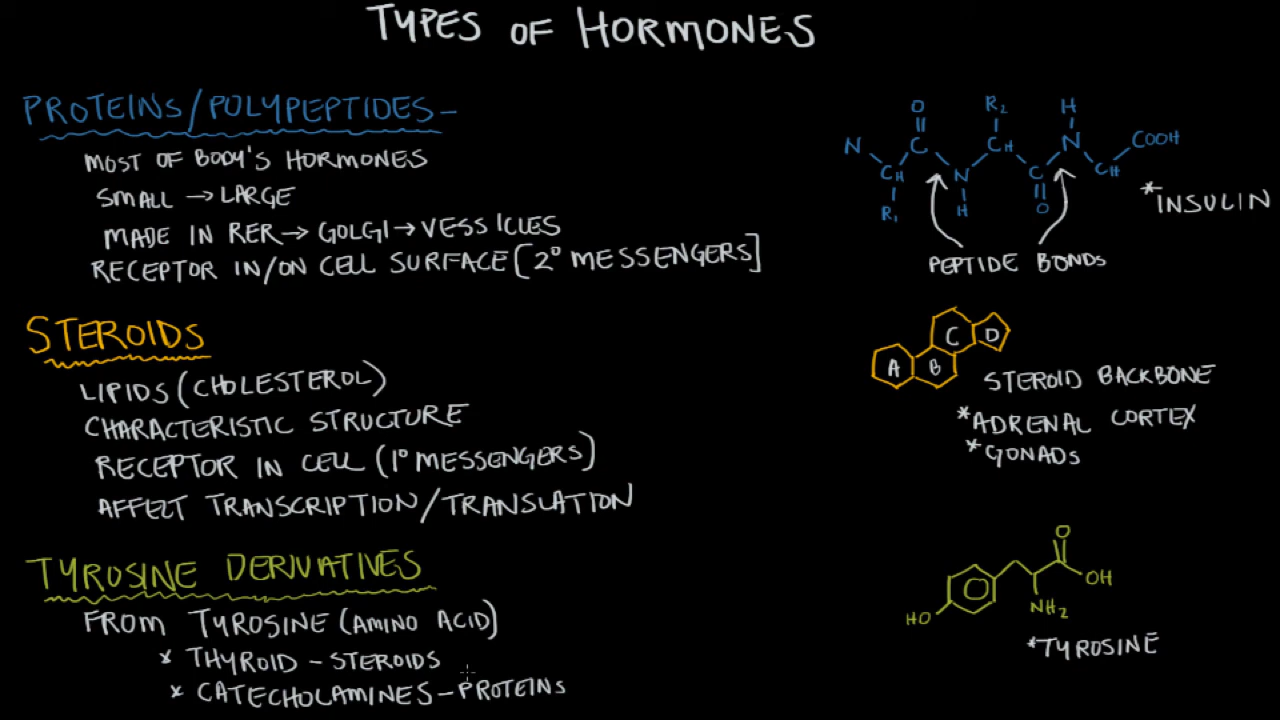 TYPES OF HORMONES
PROTEINS/POLYPEPTIDES-
MOST OF BODY'S HORMONES
SMALL → LARGE
MADE IN RER → GOLGI → VESSICLES
RECEPTOR IN/ON CELL SURFACE [2° MESSENGERS]
O R2 H
N C CH N COOH
CH N C CH
R1 H O
*INSULIN
PEPTIDE BONDS
STEROIDS
LIPIDS (CHOLESTEROL)
CHARACTERISTIC STRUCTURE
RECEPTOR IN CELL (1° MESSENGERS)
AFFECT TRANSCRIPTION/TRANSLATION
C D
A B
STEROID BACKBONE
*ADRENAL CORTEX
*GONADS
TYROSINE DERIVATIVES
FROM TYROSINE (AMINO ACID)
* THYROID - STEROIDS
* CATECHOLAMINES - PROTEINS
O
OH
HO NH2
*TYROSINE